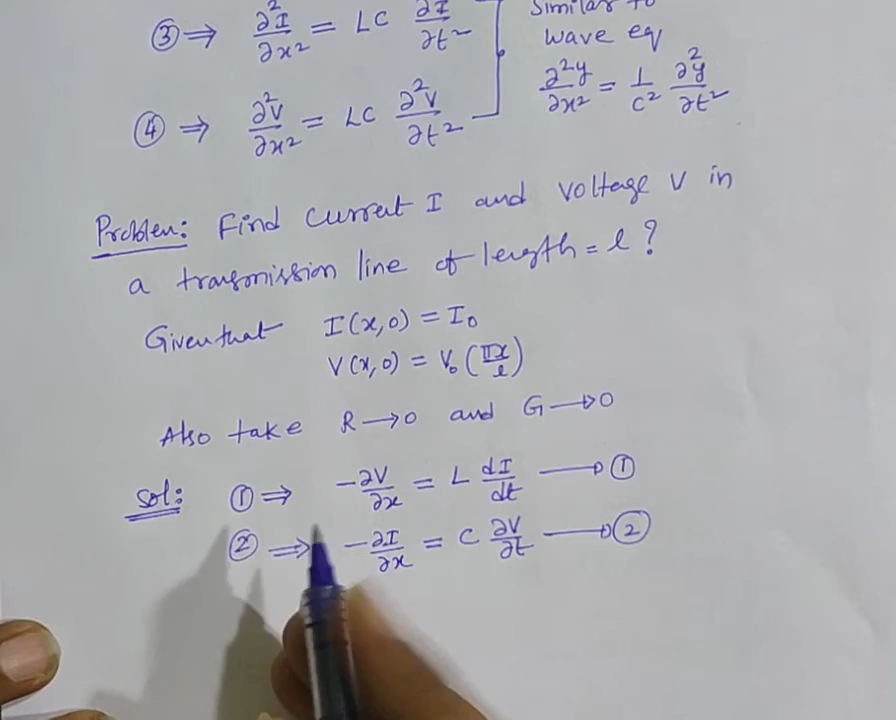 ③ ⇒ ∂²I/∂x² = LC ∂²I/∂t²
Similar to
wave eq
∂²y/∂x² = 1/c² ∂²y/∂t²
④ ⇒ ∂²V/∂x² = LC ∂²V/∂t²
Problem: Find current I and voltage V in
a transmission line of length = l ?
Given that I(x,0) = I₀
V(x,0) = V₀ (πx/l)
Also take R → 0 and G → 0
Sol: ① ⇒ -∂V/∂x = L dI/dt → ①
② ⇒ -∂I/∂x = C ∂V/∂t → ②